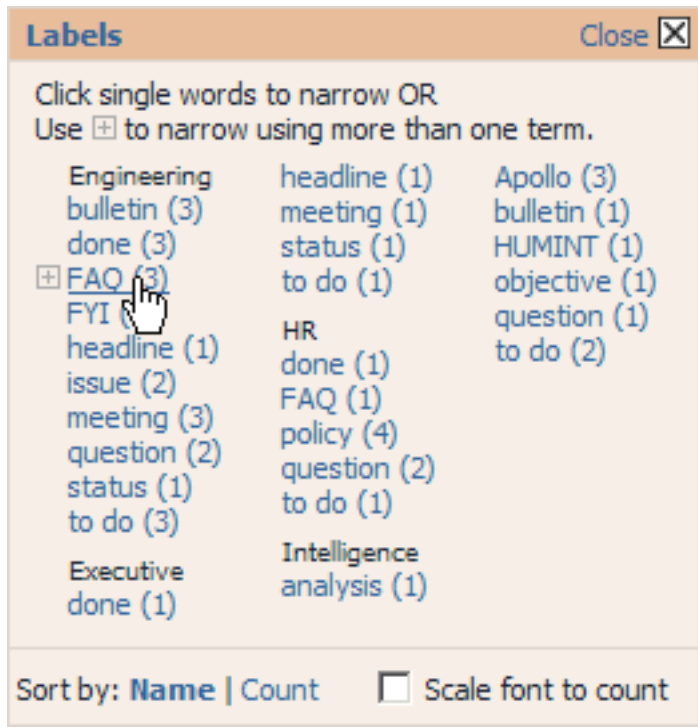 Labels
Close
Click single words to narrow OR
Use + to narrow using more than one term.
Engineering
bulletin (3)
done (3)
FAQ (3)
FYI (
headline (1)
issue (2)
meeting (3)
question (2)
status (1)
to do (3)
Executive
done (1)
headline (1)
meeting (1)
status (1)
to do (1)
HR
done (1)
FAQ (1)
policy (4)
question (2)
to do (1)
Intelligence
analysis (1)
Apollo (3)
bulletin (1)
HUMINT (1)
objective (1)
question (1)
to do (2)
Sort by: Name | Count
Scale font to count